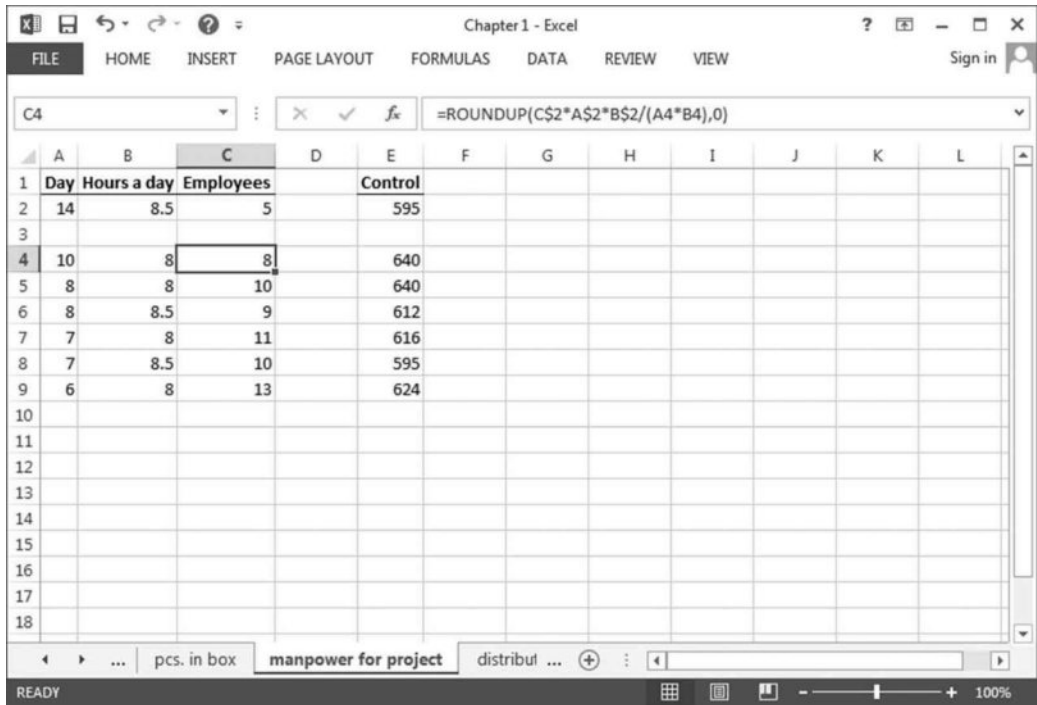 Chapter 1 - Excel
FILE HOME INSERT PAGE LAYOUT FORMULAS DATA REVIEW VIEW Sign in
C4 fx =ROUNDUP(C$2*A$2*B$2/(A4*B4),0)
A B C D E F G H I J K L
1 Day Hours a day Employees Control
2 14 8.5 5 595
3
4 10 8 8 640
5 8 8 10 640
6 8 8.5 9 612
7 7 8 11 616
8 7 8.5 10 595
9 6 8 13 624
10
11
12
13
14
15
16
17
18
... pcs. in box manpower for project distribut ...
READY 100%